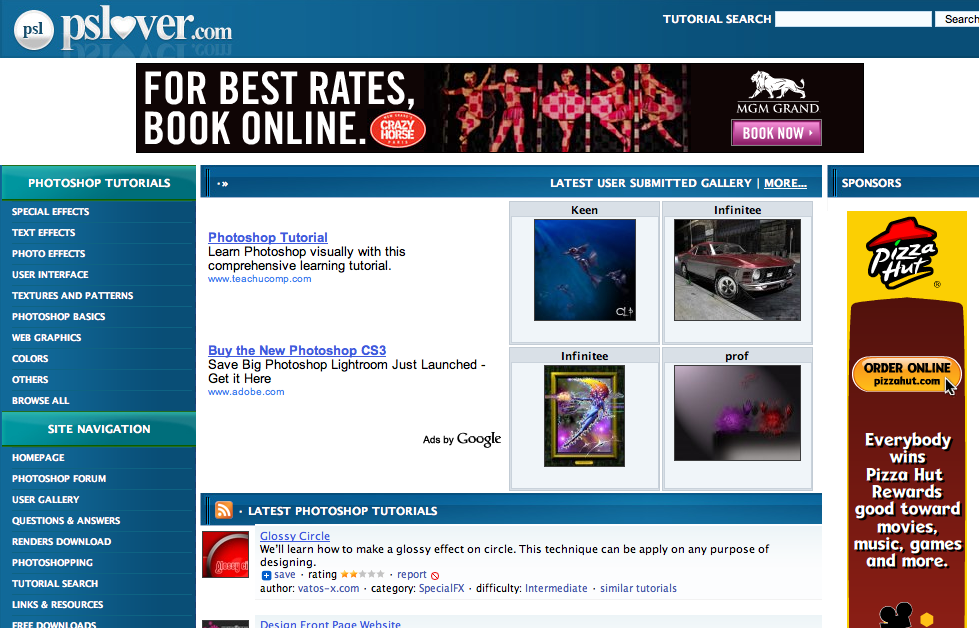 psl pslover.com
TUTORIAL SEARCH
Search
FOR BEST RATES,
BOOK ONLINE.
CRAZY
HORSE
PARIS
MGM GRAND
BOOK NOW
PHOTOSHOP TUTORIALS
SPECIAL EFFECTS
TEXT EFFECTS
PHOTO EFFECTS
USER INTERFACE
TEXTURES AND PATTERNS
PHOTOSHOP BASICS
WEB GRAPHICS
COLORS
OTHERS
BROWSE ALL
SITE NAVIGATION
HOMEPAGE
PHOTOSHOP FORUM
USER GALLERY
QUESTIONS & ANSWERS
RENDERS DOWNLOAD
PHOTOSHOPPING
TUTORIAL SEARCH
LINKS & RESOURCES
FREE DOWNLOADS
·» LATEST USER SUBMITTED GALLERY | MORE...
Photoshop Tutorial
Learn Photoshop visually with this
comprehensive learning tutorial.
www.teachucomp.com
Buy the New Photoshop CS3
Save Big Photoshop Lightroom Just Launched -
Get it Here
www.adobe.com
Ads by Google
Keen
Infinitee
Infinitee
prof
· LATEST PHOTOSHOP TUTORIALS
Glossy Circle
We'll learn how to make a glossy effect on circle. This technique can be apply on any purpose of
designing.
save · rating · report
author: vatos-x.com · category: SpecialFX · difficulty: Intermediate · similar tutorials
Design Front Page Website
SPONSORS
Pizza
Hut
®
ORDER ONLINE
pizzahut.com
Everybody
wins
Pizza Hut
Rewards
good toward
movies,
music, games
and more.